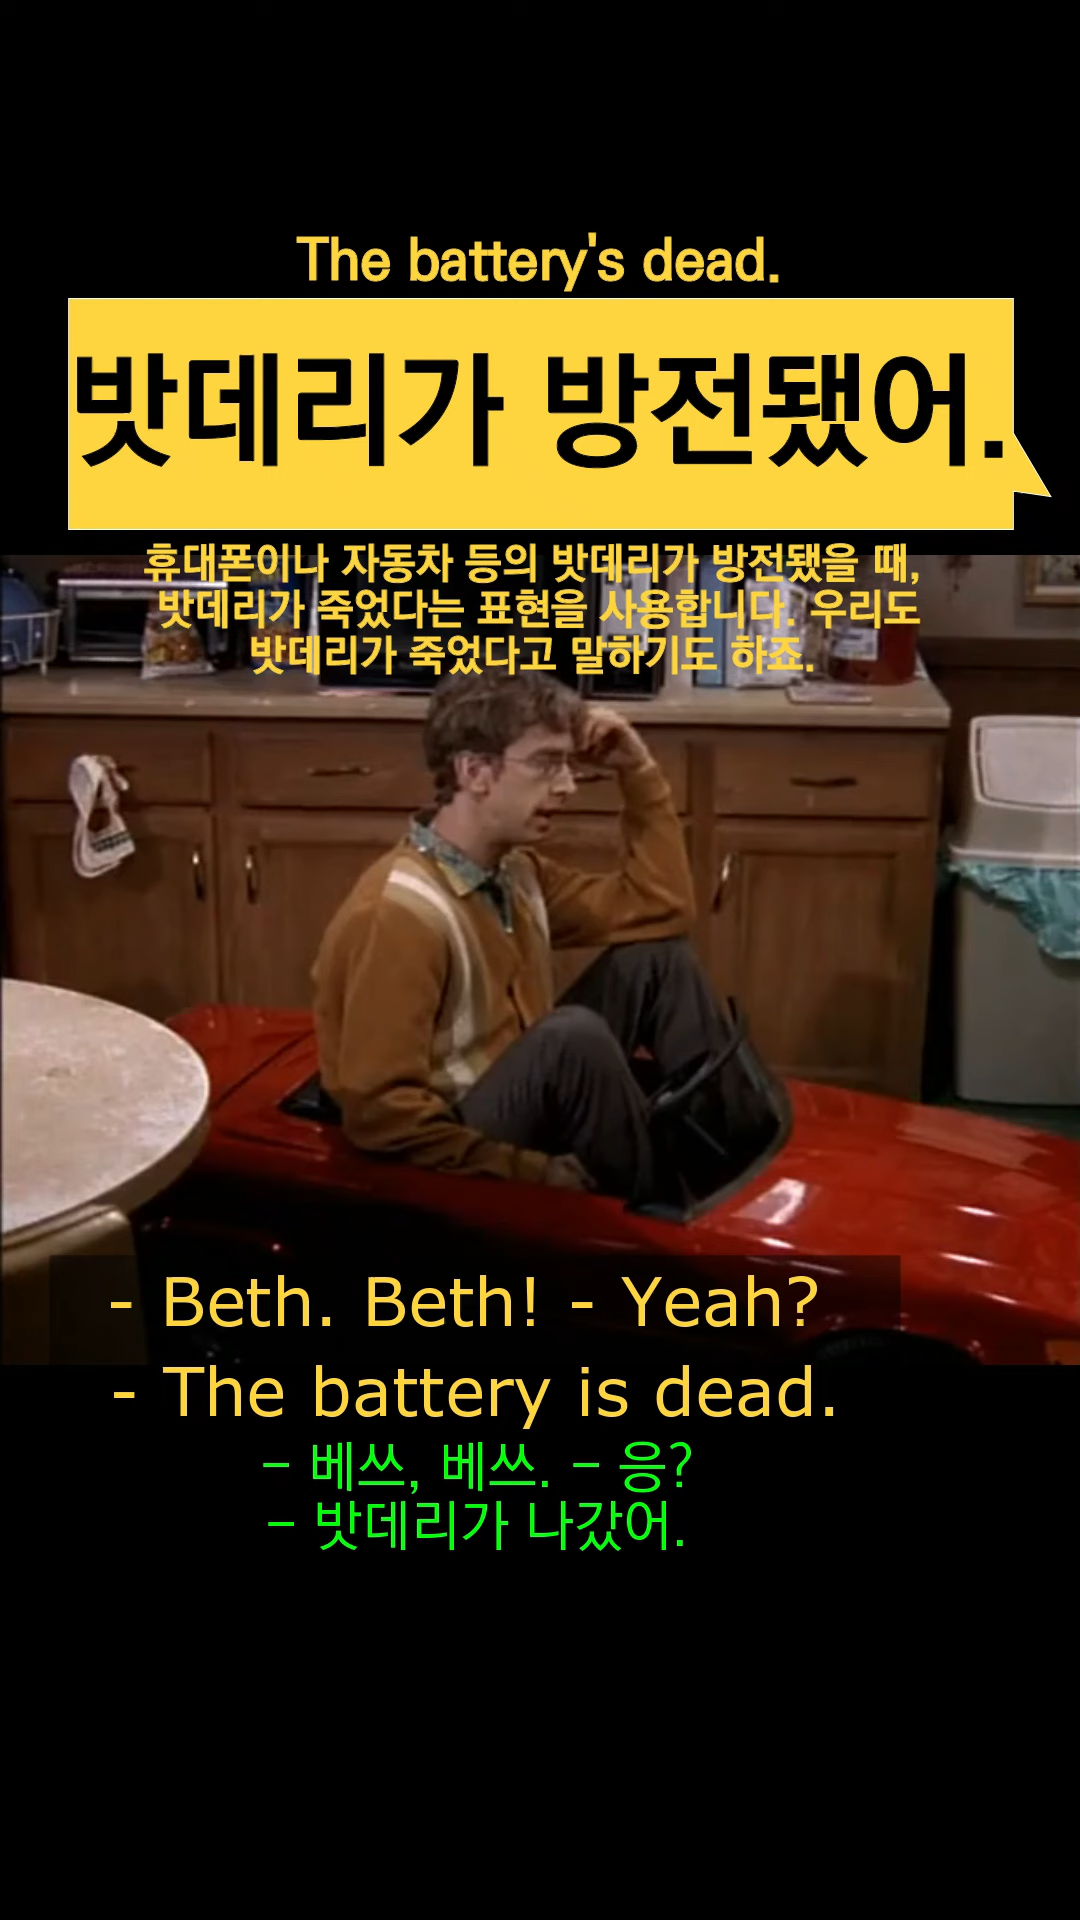 The battery's dead.
밧데리가 방전됐어.
휴대폰이나 자동차 등의 밧데리가 방전됐을 때,
밧데리가 죽었다는 표현을 사용합니다. 우리도
밧데리가 죽었다고 말하기도 하죠.
- Beth. Beth! - Yeah?
- The battery is dead.
- 베쓰, 베쓰. - 응?
- 밧데리가 나갔어.